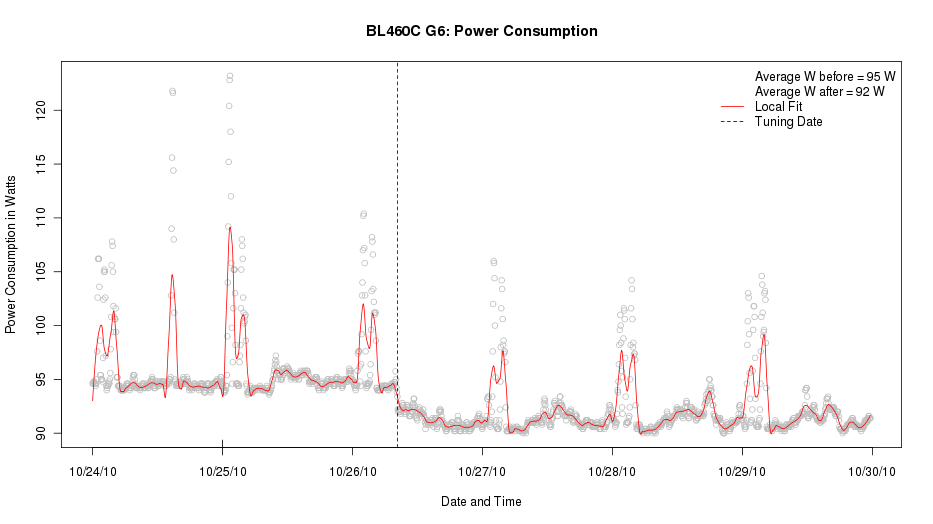 BL460C G6: Power Consumption
Average W before = 95 W
Average W after = 92 W
Local Fit
Tuning Date
Power Consumption in Watts
120
115
110
105
100
95
90
10/24/10 10/25/10 10/26/10 10/27/10 10/28/10 10/29/10 10/30/10
Date and Time